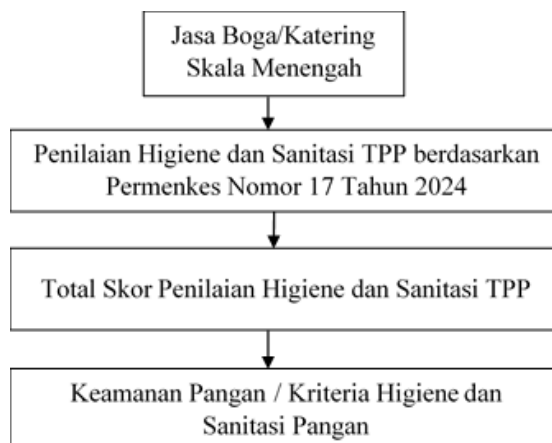 Jasa Boga/Katering
Skala Menengah
Penilaian Higiene dan Sanitasi TPP berdasarkan
Permenkes Nomor 17 Tahun 2024
Total Skor Penilaian Higiene dan Sanitasi TPP
Keamanan Pangan / Kriteria Higiene dan
Sanitasi Pangan